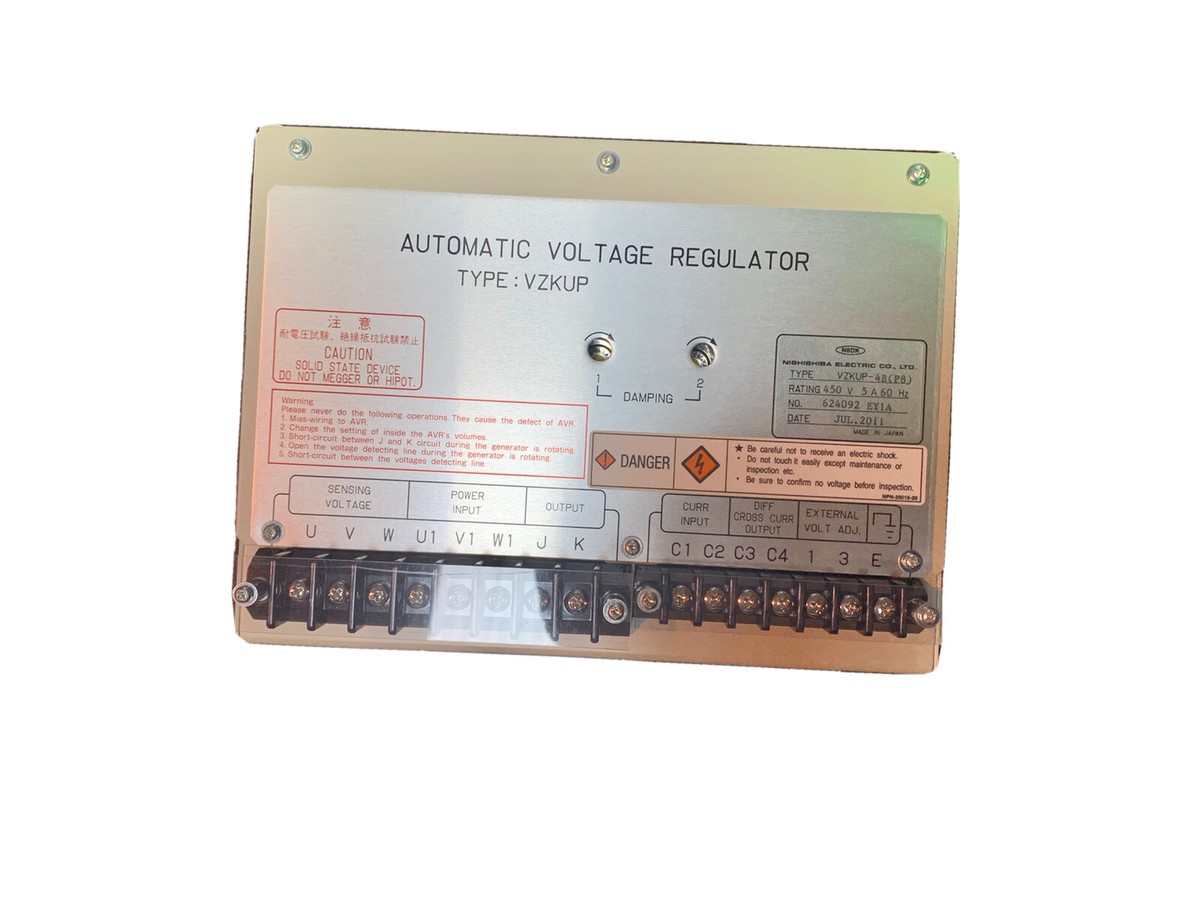 AUTOMATIC VOLTAGE REGULATOR
TYPE : VZKUP
注 意
耐電圧試験、絶縁抵抗試験禁止
CAUTION
SOLID STATE DEVICE
DO NOT MEGGER OR HIPOT.
1 2
DAMPING
NSDK
NISHISHIBA ELECTRIC CO., LTD.
TYPE VZKUP-4B(PB)
RATING 450 V 5 A 60 Hz
NO. 624092 EY1A
DATE JUL.2011
MADE IN JAPAN
Warning
Please never do the following operations. They cause the defect of AVR.
1. Miss-wiring to AVR.
2. Change the setting of inside the AVR's volumes.
3. Short-circuit between J and K circuit during the generator is rotating.
4. Open the voltage detecting line during the generator is rotating.
5. Short-circuit between the voltages detecting line.
DANGER
★ Be careful not to receive an electric shock.
• Do not touch it easily except maintenance or
inspection etc.
• Be sure to confirm no voltage before inspection.
NPN-29015-20
SENSING
VOLTAGE
POWER
INPUT
OUTPUT
U V W U1 V1 W1 J K
CURR
INPUT
DIFF
CROSS CURR
OUTPUT
EXTERNAL
VOLT ADJ.
C1 C2 C3 C4 1 3 E